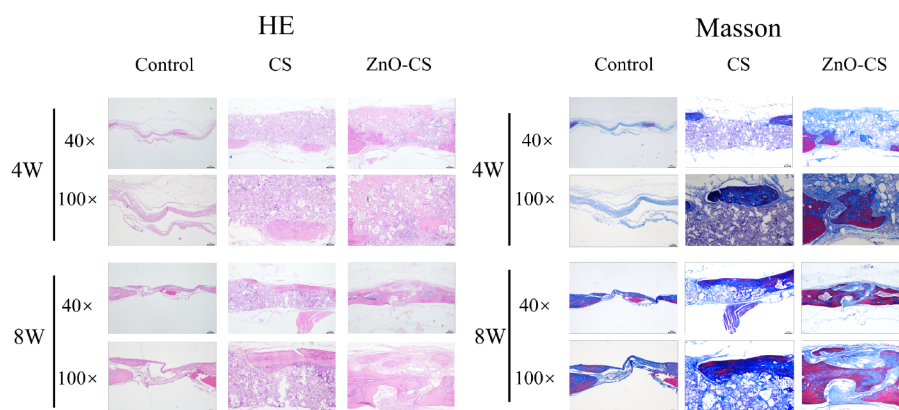 HE Masson
Control CS ZnO-CS Control CS ZnO-CS
4W 40× 4W 40×
100× 100×
8W 40× 8W 40×
100× 100×